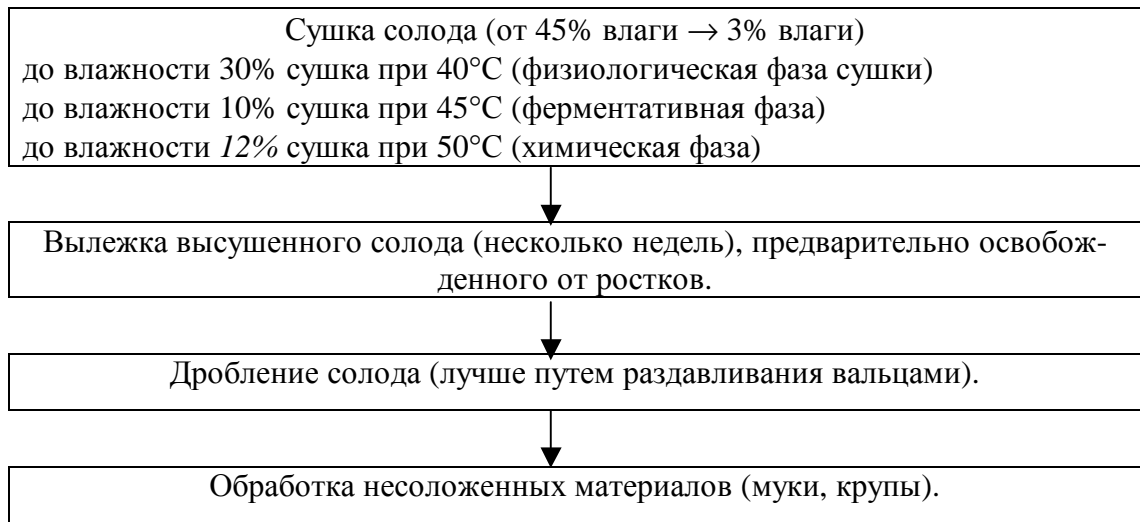 Сушка солода (от 45% влаги → 3% влаги)
до влажности 30% сушка при 40°С (физиологическая фаза сушки)
до влажности 10% сушка при 45°С (ферментативная фаза)
до влажности 12% сушка при 50°С (химическая фаза)
Вылежка высушенного солода (несколько недель), предварительно освобож-
денного от ростков.
Дробление солода (лучше путем раздавливания вальцами).
Обработка несоложенных материалов (муки, крупы).